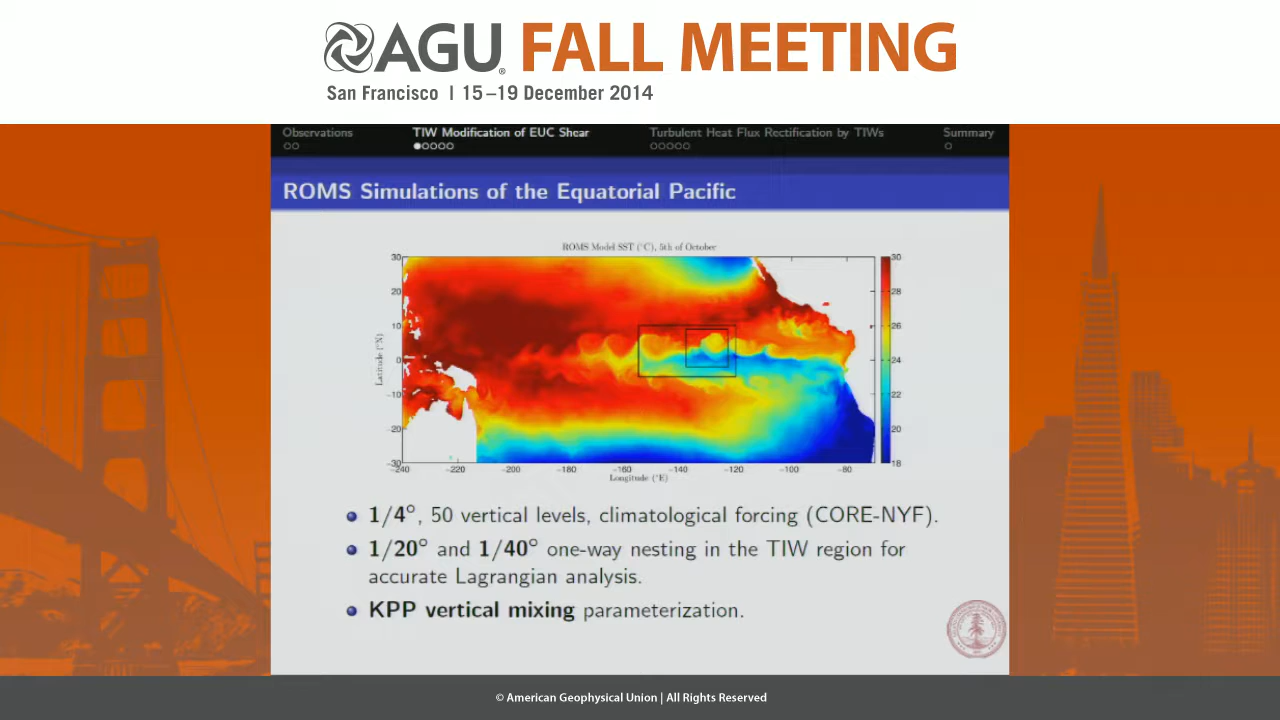 AGU FALL MEETING
San Francisco | 15–19 December 2014
Observations TIW Modification of EUC Shear Turbulent Heat Flux Rectification by TIWs Summary
ROMS Simulations of the Equatorial Pacific
ROMS Model SST (°C), 5th of October
30
20
10
0
-10
-20
-30
Latitude (°N)
-240 -220 -200 -180 -160 -140 -120 -100 -80
Longitude (°E)
30
28
26
24
22
20
18
1/4°, 50 vertical levels, climatological forcing (CORE-NYF).
1/20° and 1/40° one-way nesting in the TIW region for
accurate Lagrangian analysis.
KPP vertical mixing parameterization.
© American Geophysical Union | All Rights Reserved